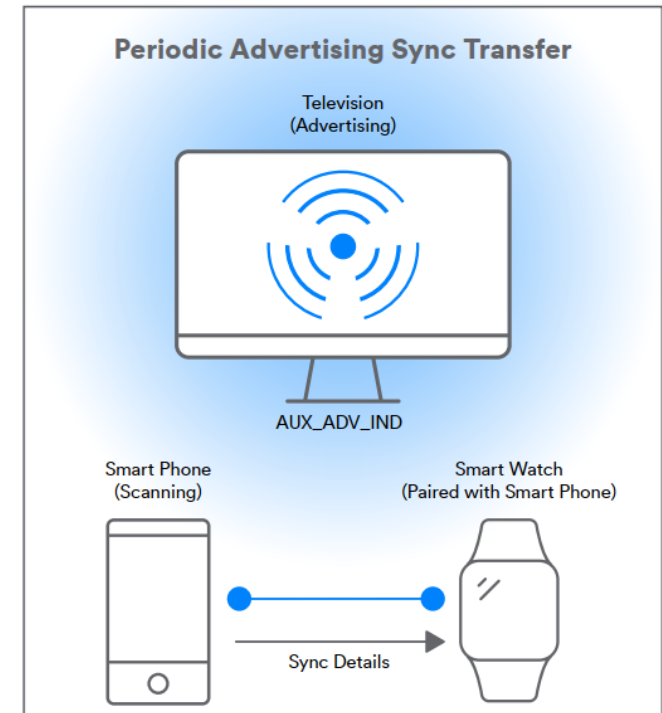 Periodic Advertising Sync Transfer
Television
(Advertising)
AUX_ADV_IND
Smart Phone
(Scanning)
Smart Watch
(Paired with Smart Phone)
Sync Details